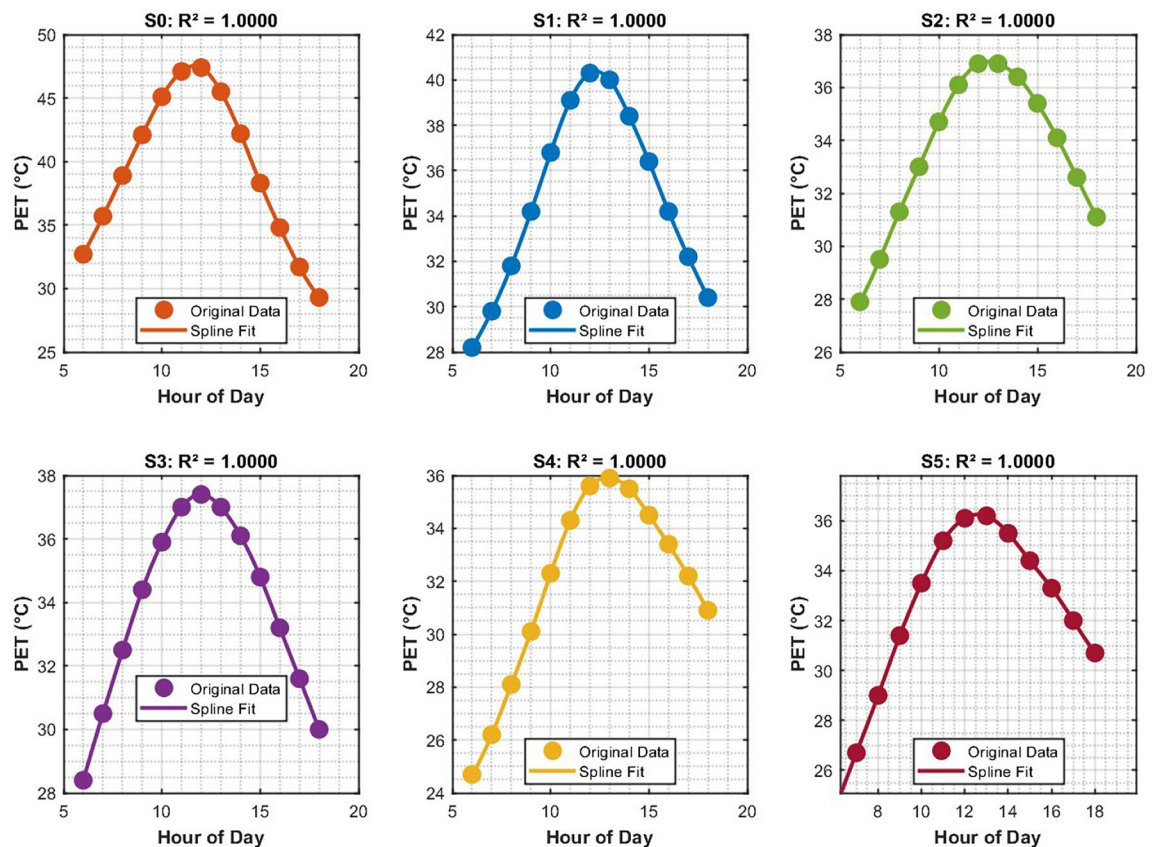 S0: R² = 1.0000
50
45
40
35
30
25
PET (°C)
Original Data
Spline Fit
5 10 15 20
Hour of Day
S1: R² = 1.0000
42
40
38
36
34
32
30
28
PET (°C)
Original Data
Spline Fit
5 10 15 20
Hour of Day
S2: R² = 1.0000
38
36
34
32
30
28
26
PET (°C)
Original Data
Spline Fit
5 10 15 20
Hour of Day
S3: R² = 1.0000
38
36
34
32
30
28
PET (°C)
Original Data
Spline Fit
5 10 15 20
Hour of Day
S4: R² = 1.0000
36
34
32
30
28
26
24
PET (°C)
Original Data
Spline Fit
5 10 15 20
Hour of Day
S5: R² = 1.0000
36
34
32
30
28
26
PET (°C)
Original Data
Spline Fit
8 10 12 14 16 18
Hour of Day